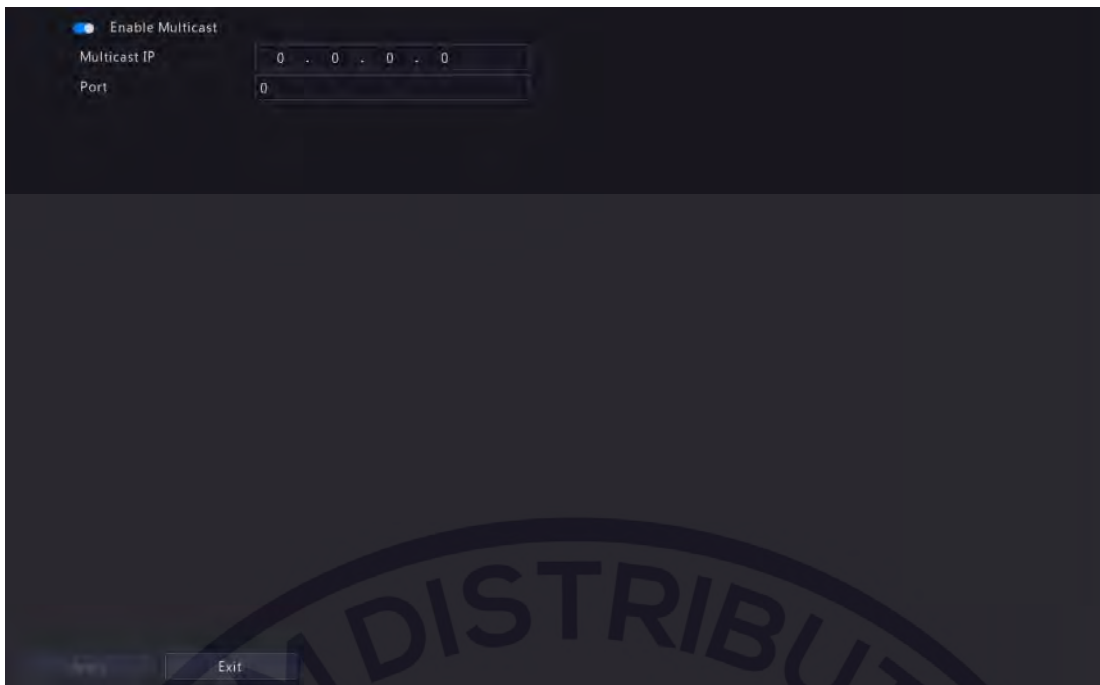 Enable Multicast
Multicast IP 0 . 0 . 0 . 0
Port 0
DISTRIBU
Exit